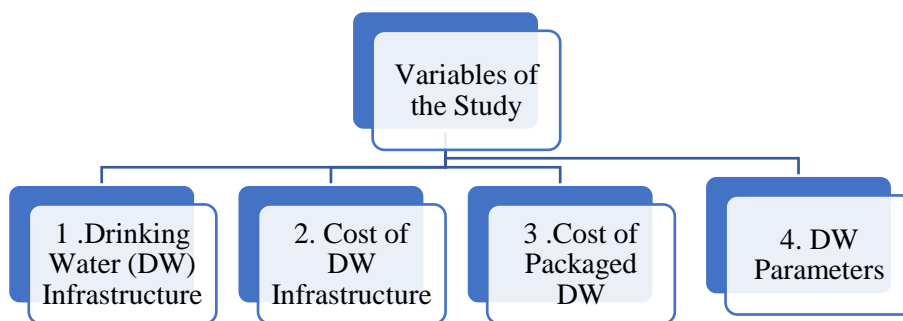 Variables of
the Study
1 .Drinking
Water (DW)
Infrastructure
2. Cost of
DW
Infrastructure
3 .Cost of
Packaged
DW
4. DW
Parameters